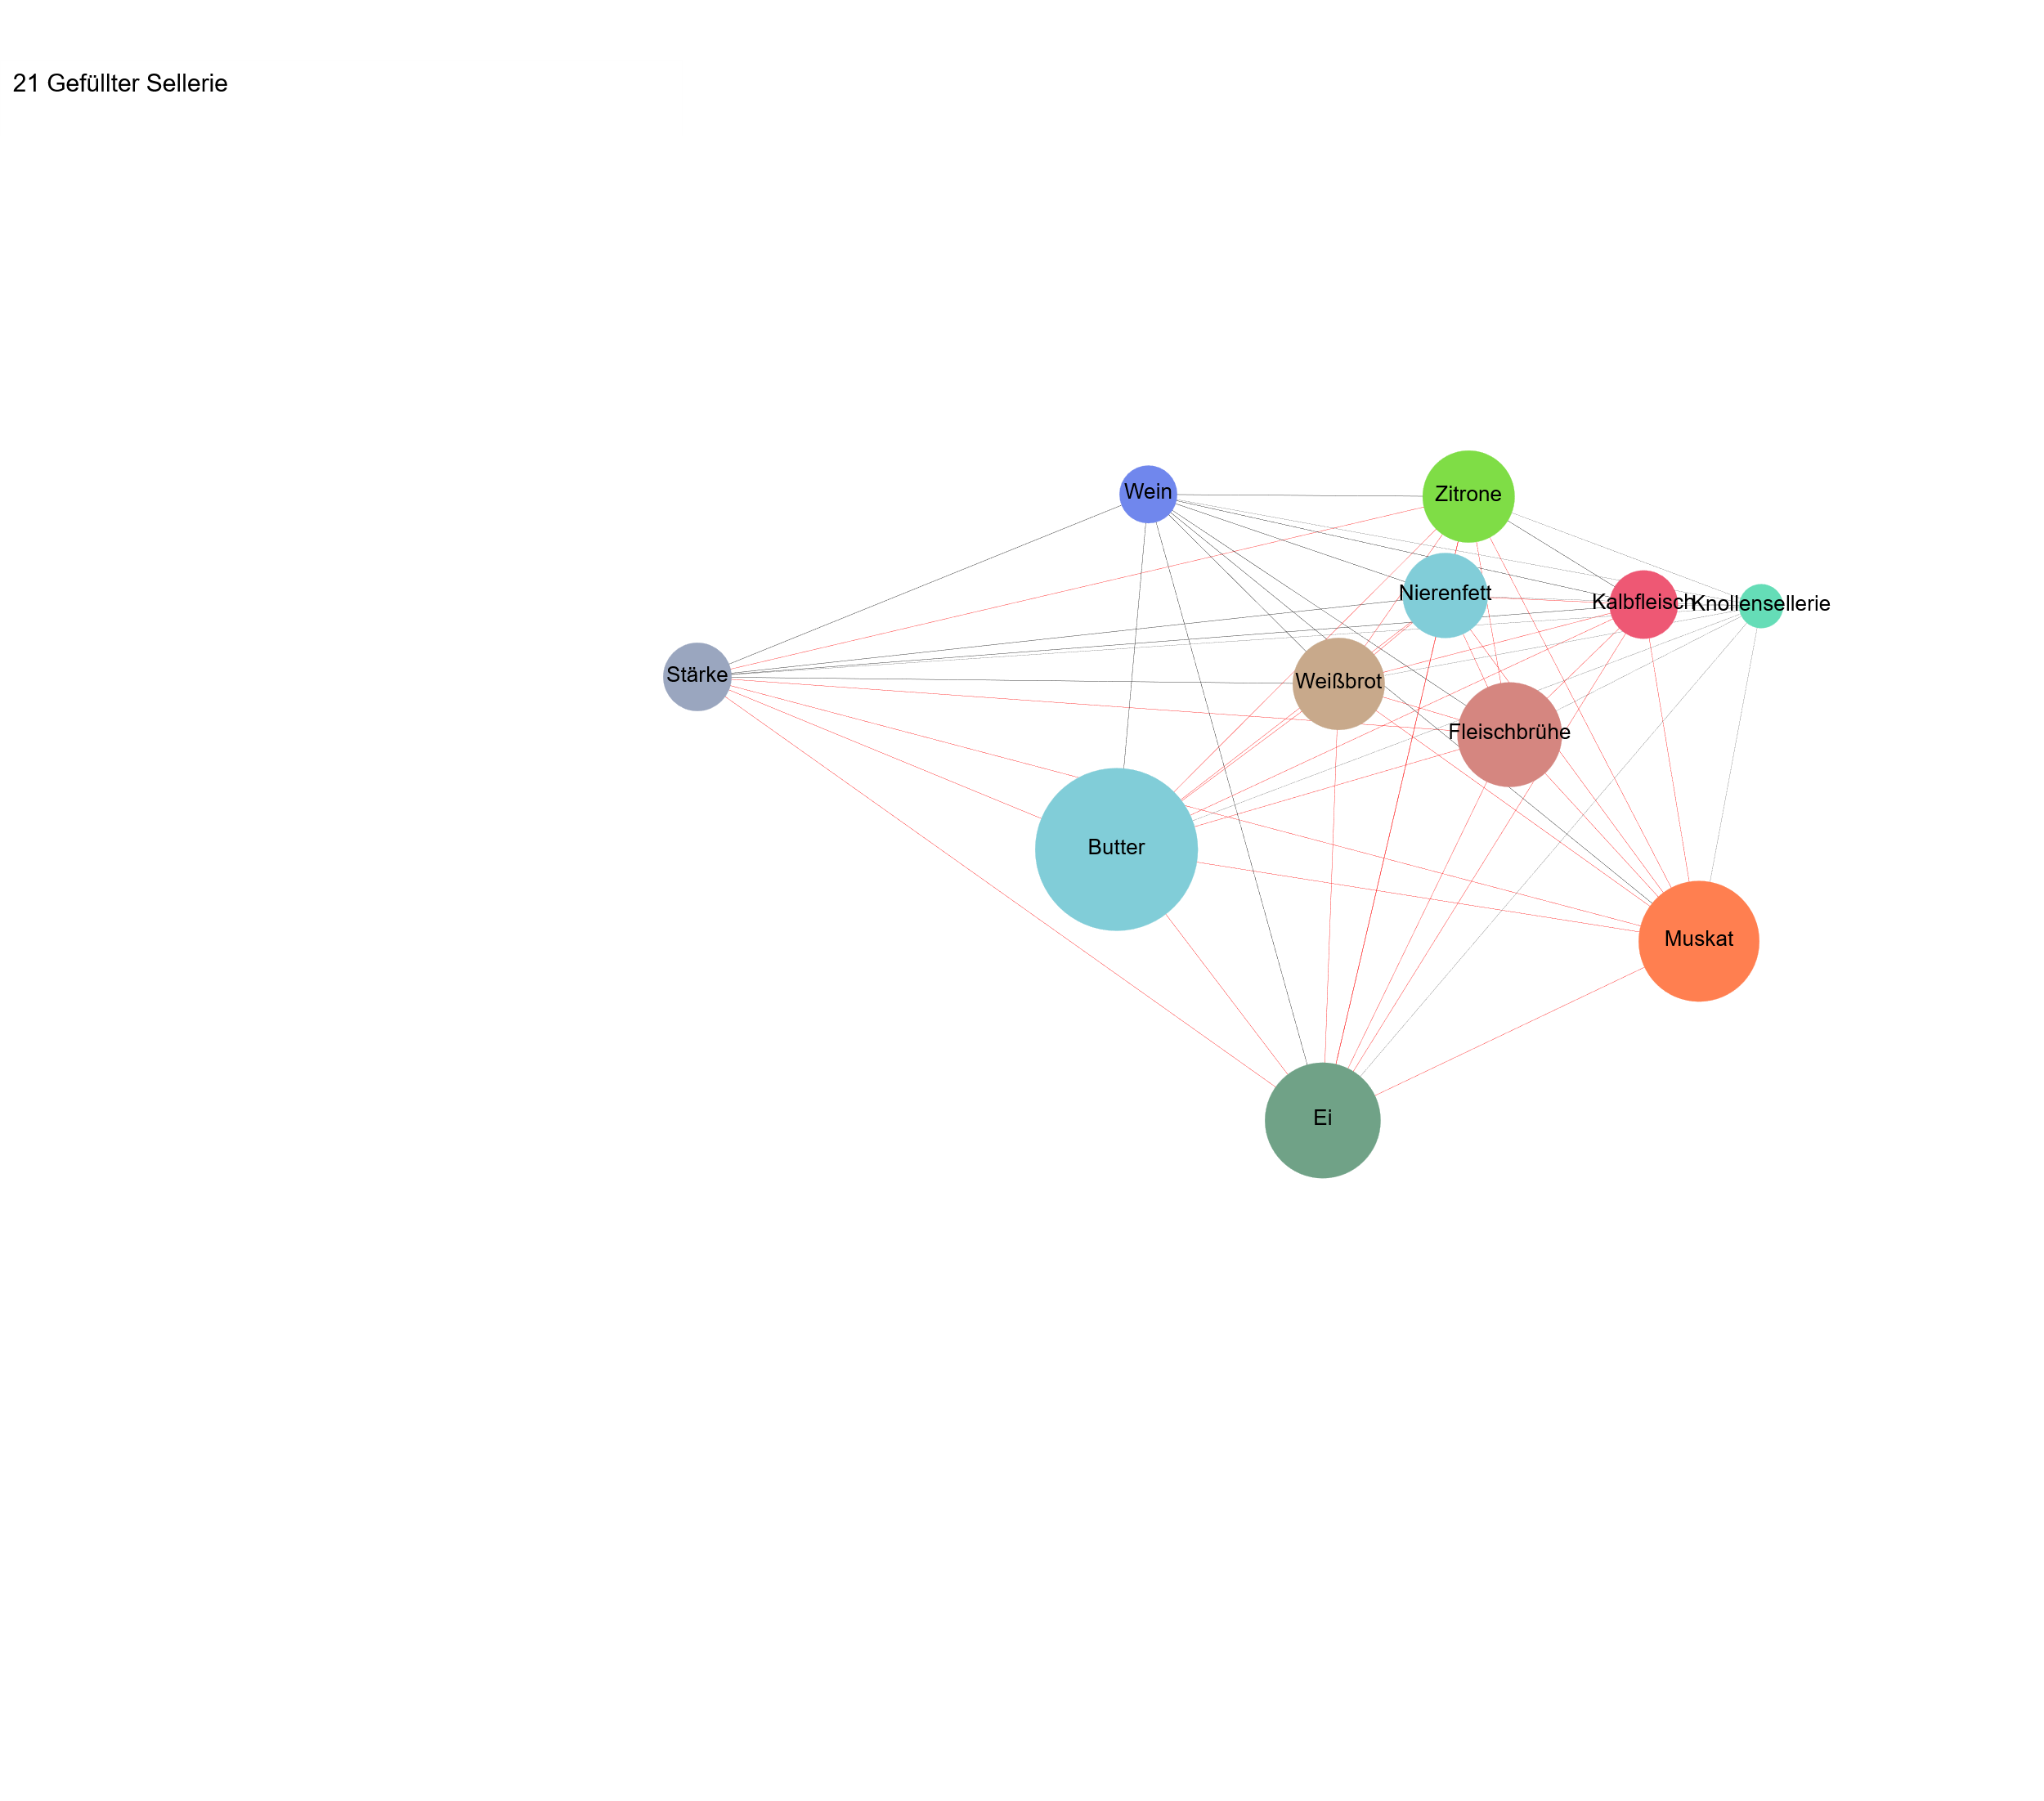 21 Gefüllter Sellerie
Wein
Zitrone
Nierenfett
Kalbfleisch
Knollensellerie
Stärke
Weißbrot
Fleischbrühe
Butter
Muskat
Ei